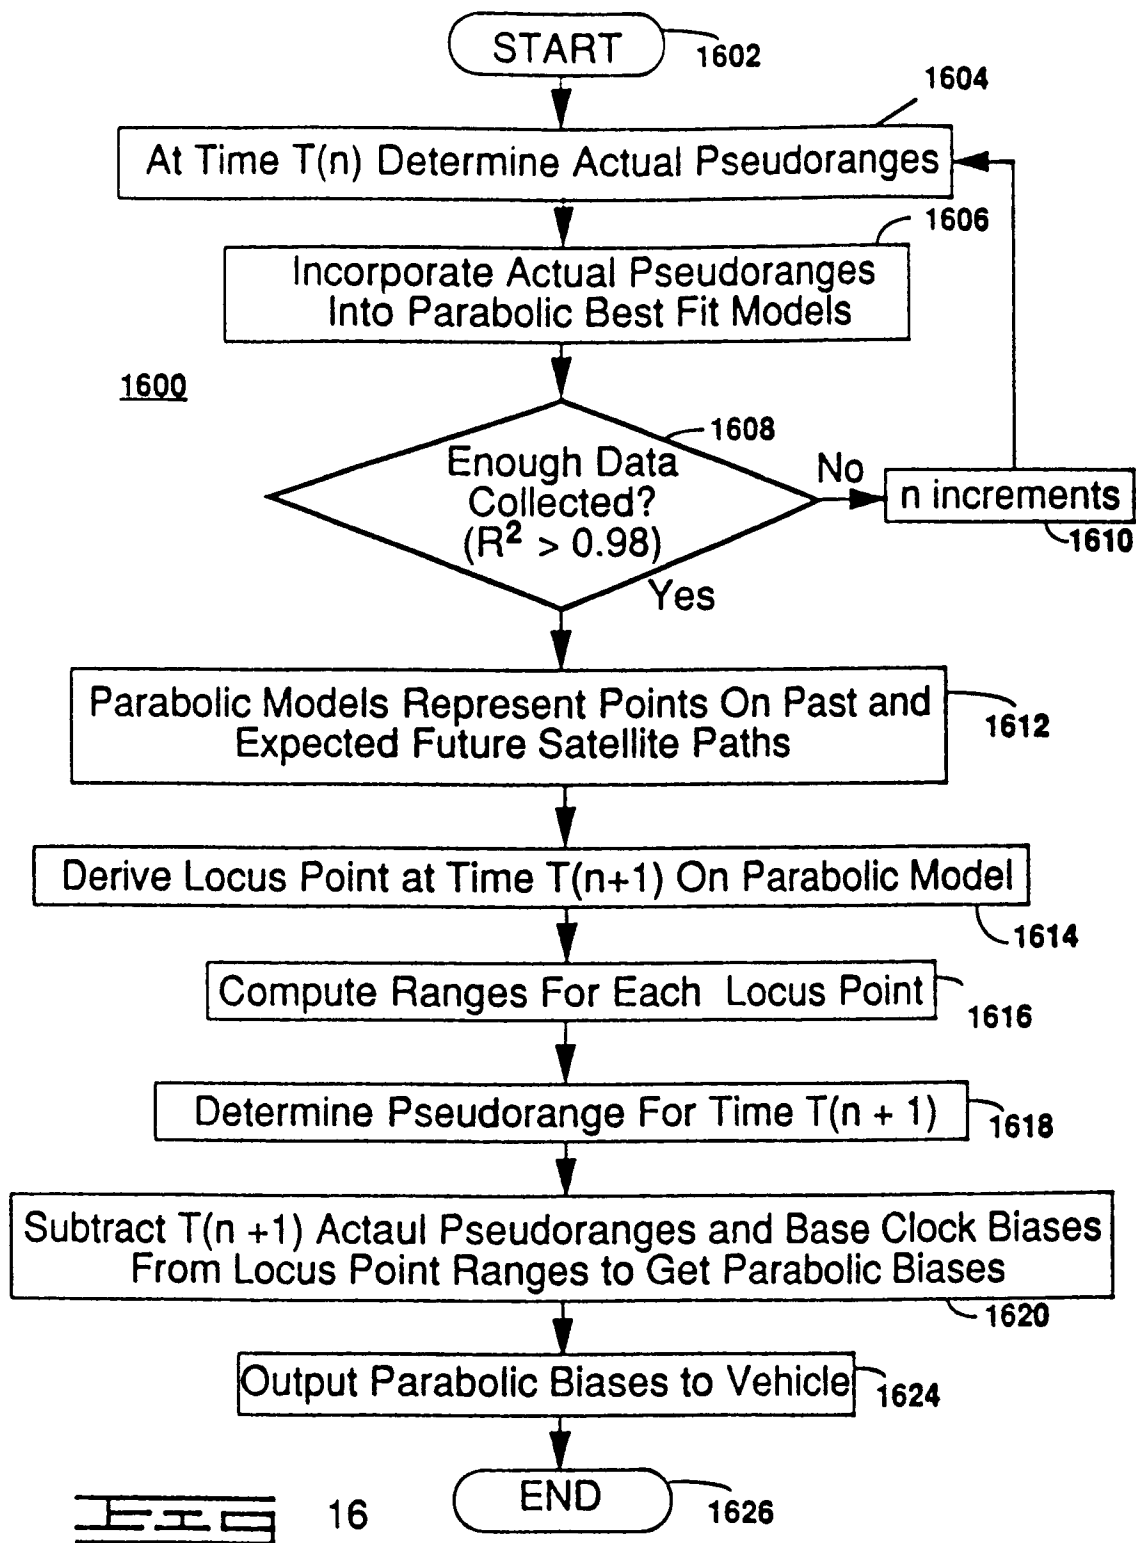 START
1602
1604
At Time T(n) Determine Actual Pseudoranges
1606
Incorporate Actual Pseudoranges
Into Parabolic Best Fit Models
1600
1608
Enough Data
Collected?
(R² > 0.98)
No
n increments
1610
Yes
Parabolic Models Represent Points On Past and
Expected Future Satellite Paths
1612
Derive Locus Point at Time T(n+1) On Parabolic Model
1614
Compute Ranges For Each Locus Point
1616
Determine Pseudorange For Time T(n + 1)
1618
Subtract T(n +1) Actaul Pseudoranges and Base Clock Biases
From Locus Point Ranges to Get Parabolic Biases
1620
Output Parabolic Biases to Vehicle
1624
END
1626
FIG 16